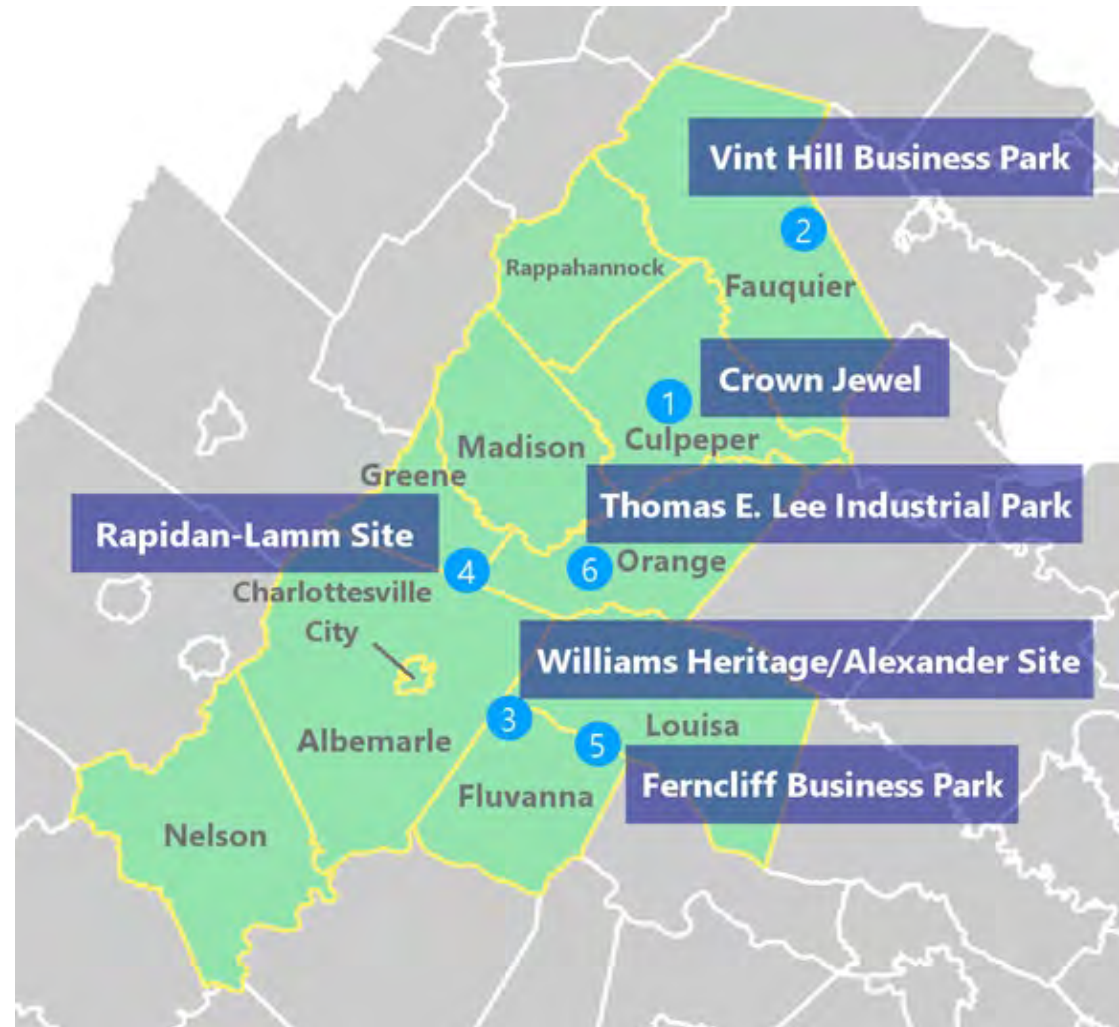 Vint Hill Business Park
2
Rappahannock
Fauquier
Crown Jewel
1
Culpeper
Madison
Greene
Thomas E. Lee Industrial Park
Rapidan-Lamm Site
4
6
Orange
Charlottesville
City
Williams Heritage/Alexander Site
3
5
Louisa
Albemarle
Ferncliff Business Park
Fluvanna
Nelson